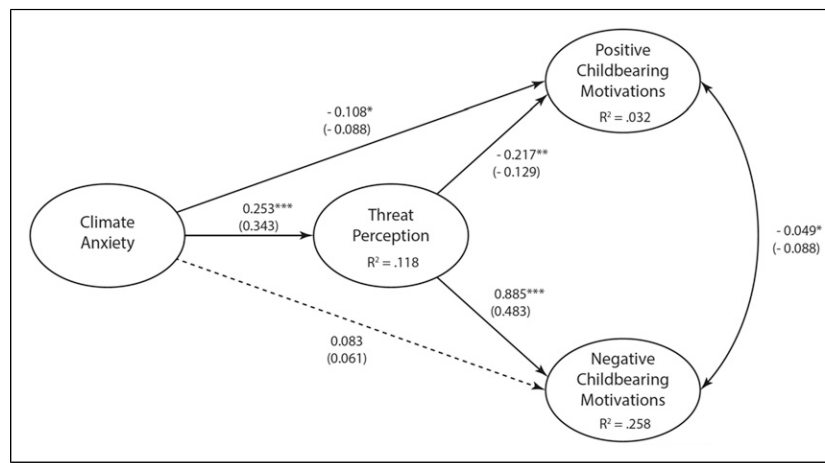 Positive
Childbearing
Motivations
R² = .032
- 0.108*
(- 0.088)
- 0.217**
(- 0.129)
0.253***
(0.343)
Climate
Anxiety
Threat
Perception
R² = .118
- 0.049*
(- 0.088)
0.885***
(0.483)
0.083
(0.061)
Negative
Childbearing
Motivations
R² = .258